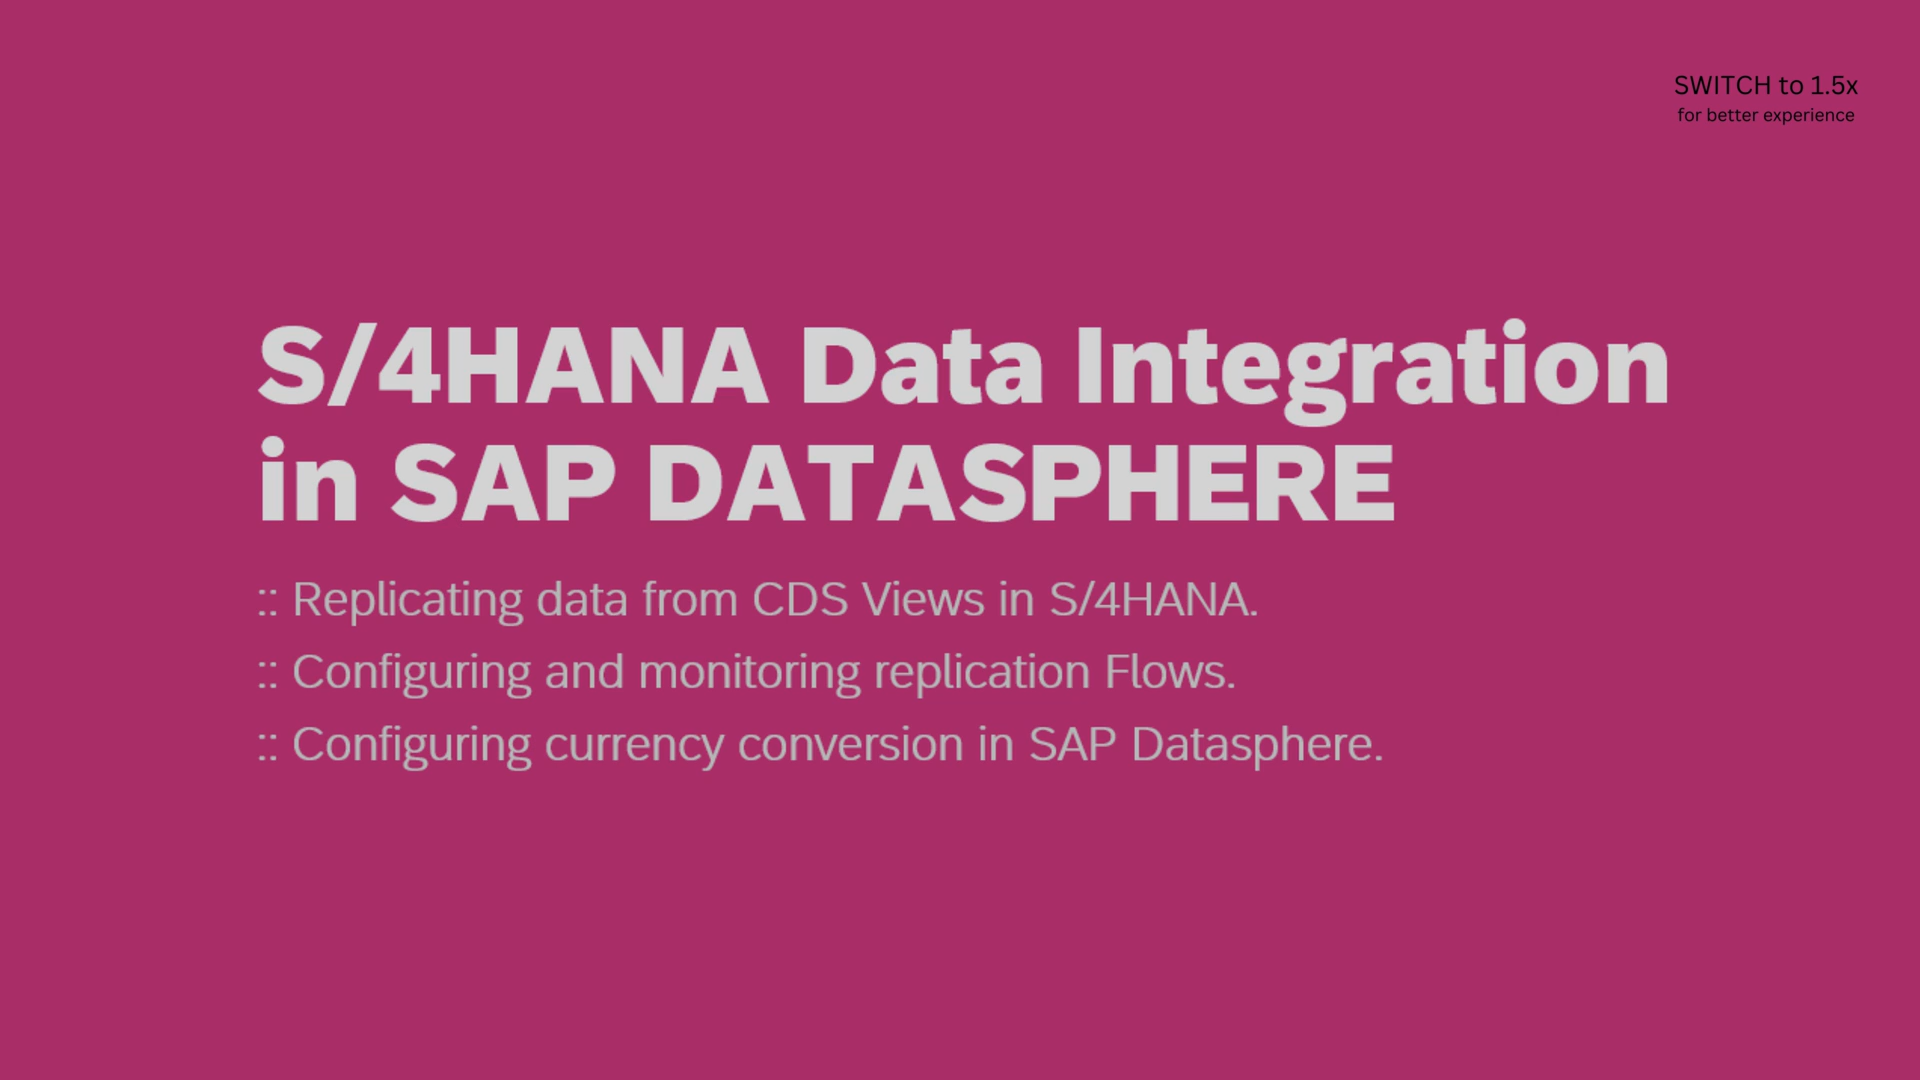 SWITCH to 1.5x
for better experience
S/4HANA Data Integration
in SAP DATASPHERE
:: Replicating data from CDS Views in S/4HANA.
:: Configuring and monitoring replication Flows.
:: Configuring currency conversion in SAP Datasphere.